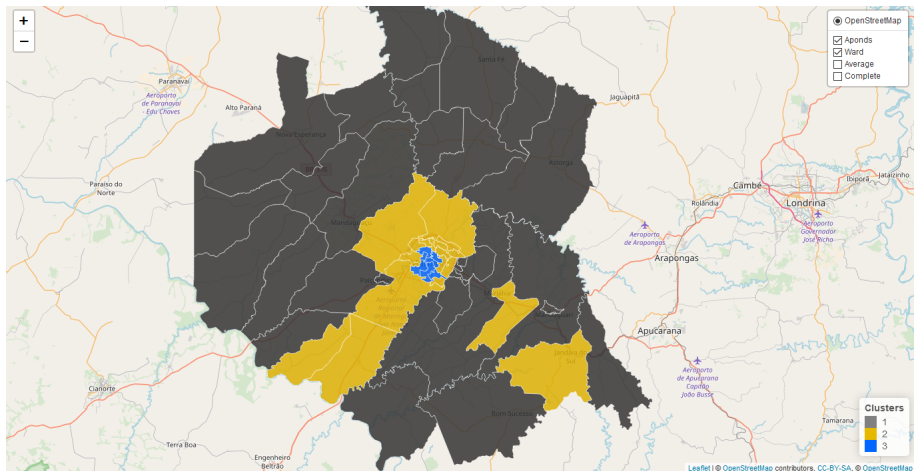 +
−
OpenStreetMap
Aponds
Ward
Average
Complete
Santa Fé
Paranavaí
Aeroporto
de Paranavaí
- Edu Chaves
Alto Paraná
Jaguapitã
Nova Esperança
Astorga
Paraíso do
Norte
Cambé
Ibiporã
Jataizinho
Rolândia
Londrina
Aeroporto
Governador
José Richa
Aeroporto
de Arapongas
Arapongas
Apucarana
Jandaia do
Sul
Aeroporto
de Apucarana
Capitão
João Busse
Cianorte
Bom Sucesso
Terra Boa
Engenheiro
Beltrão
Tamarana
Clusters
1
2
3
Leaflet | © OpenStreetMap contributors, CC-BY-SA, © OpenStreetMap